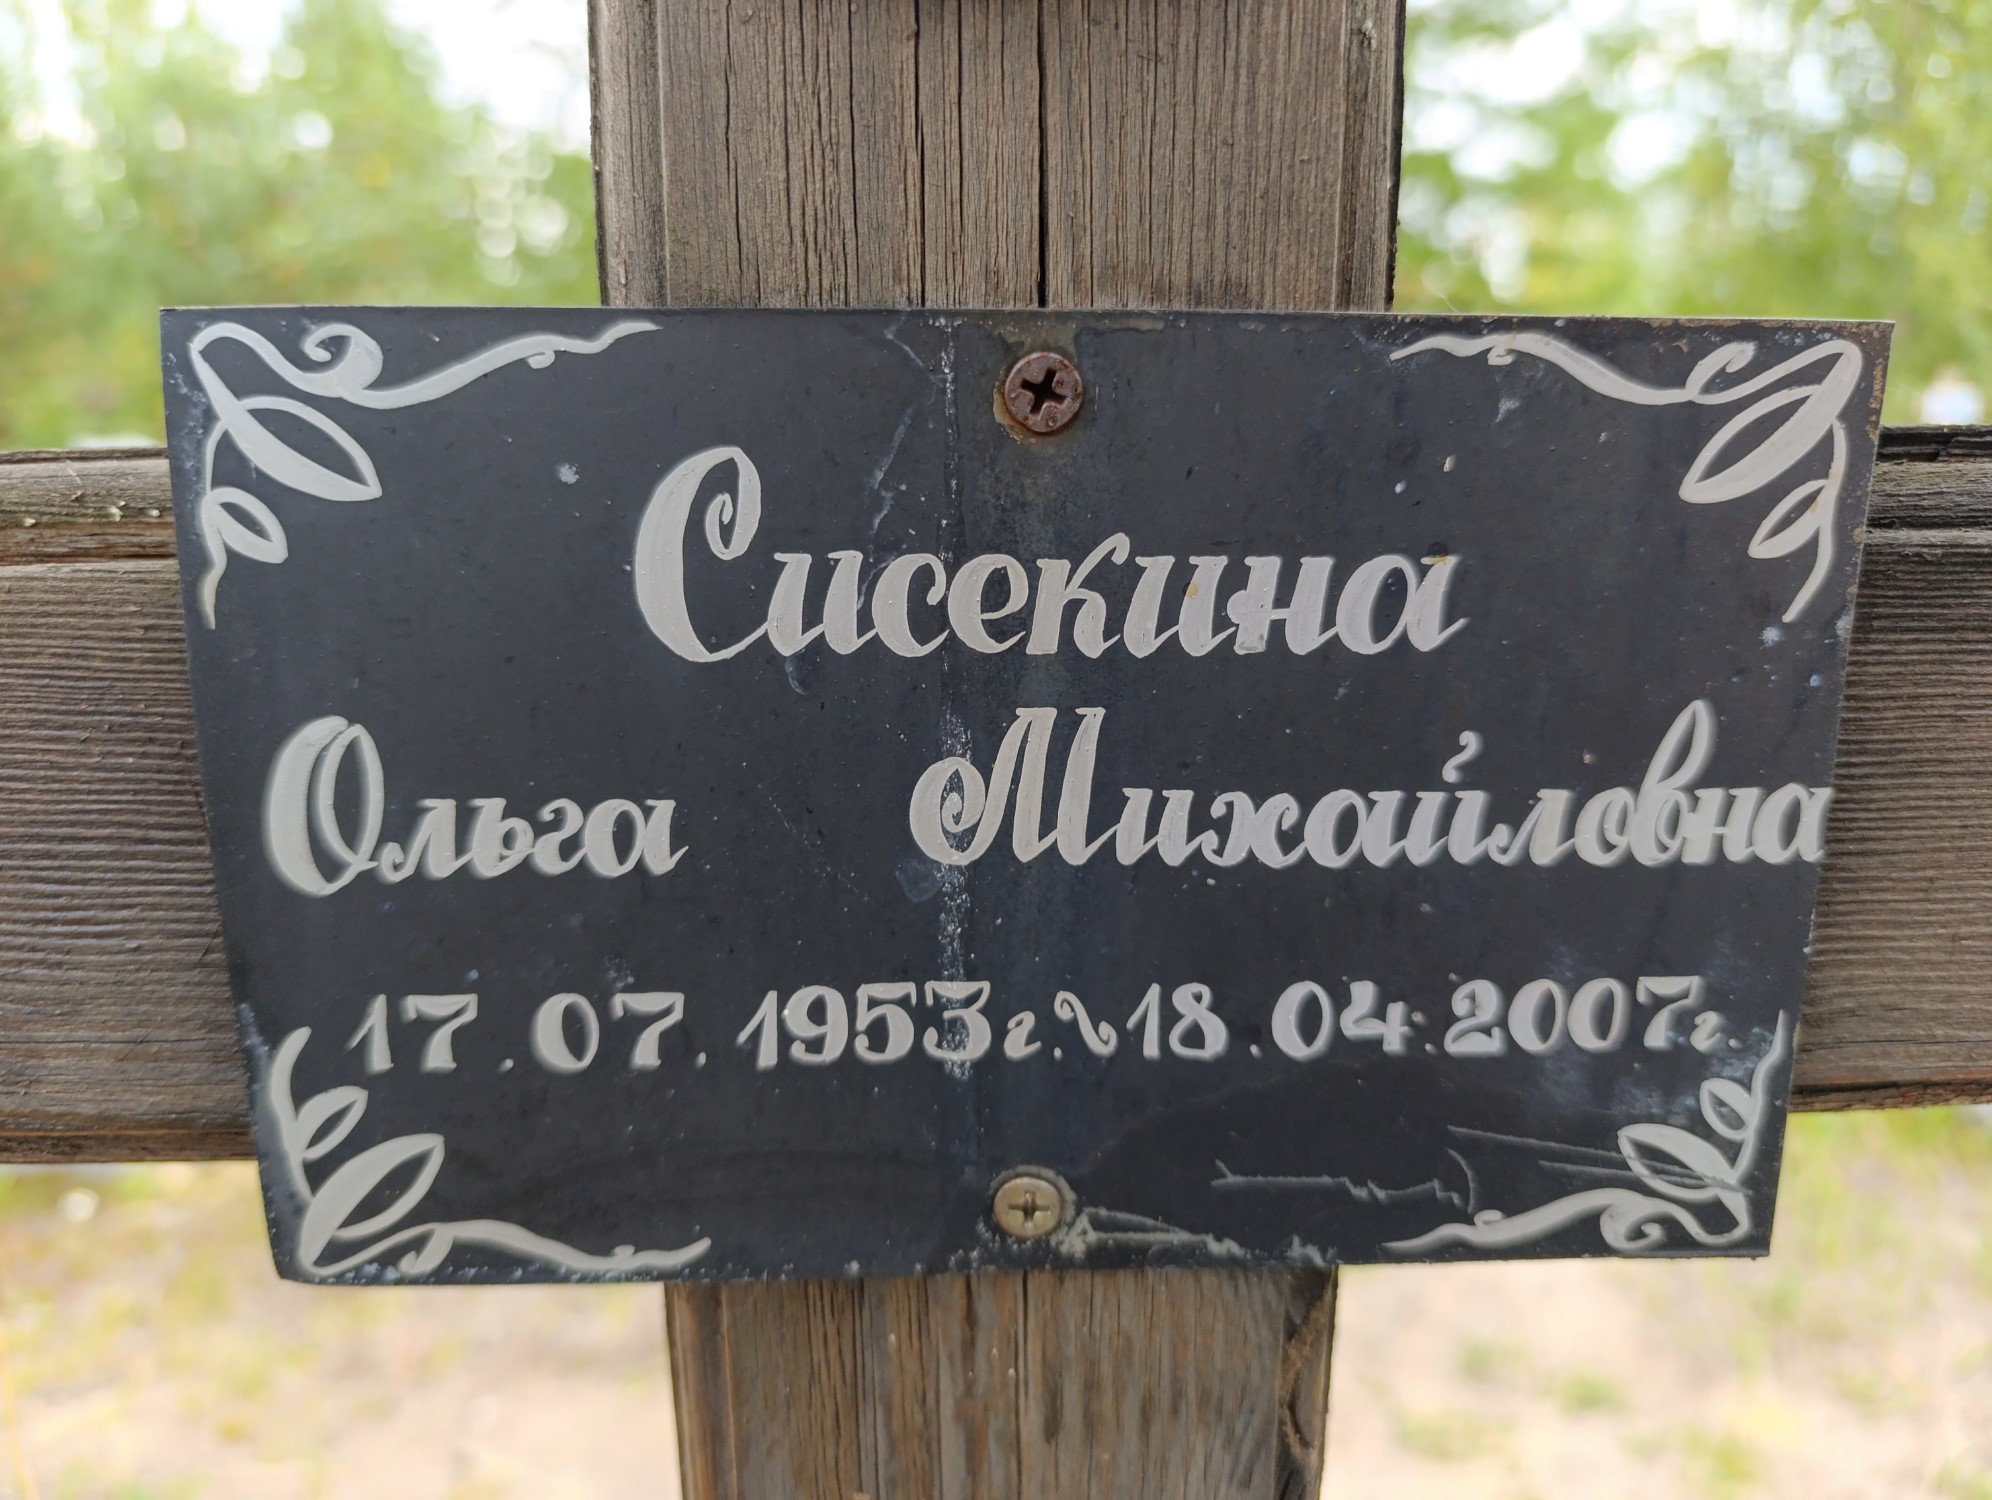 Сисекина
Ольга Михайловна
17.07.1953г.~18.04.2007г.